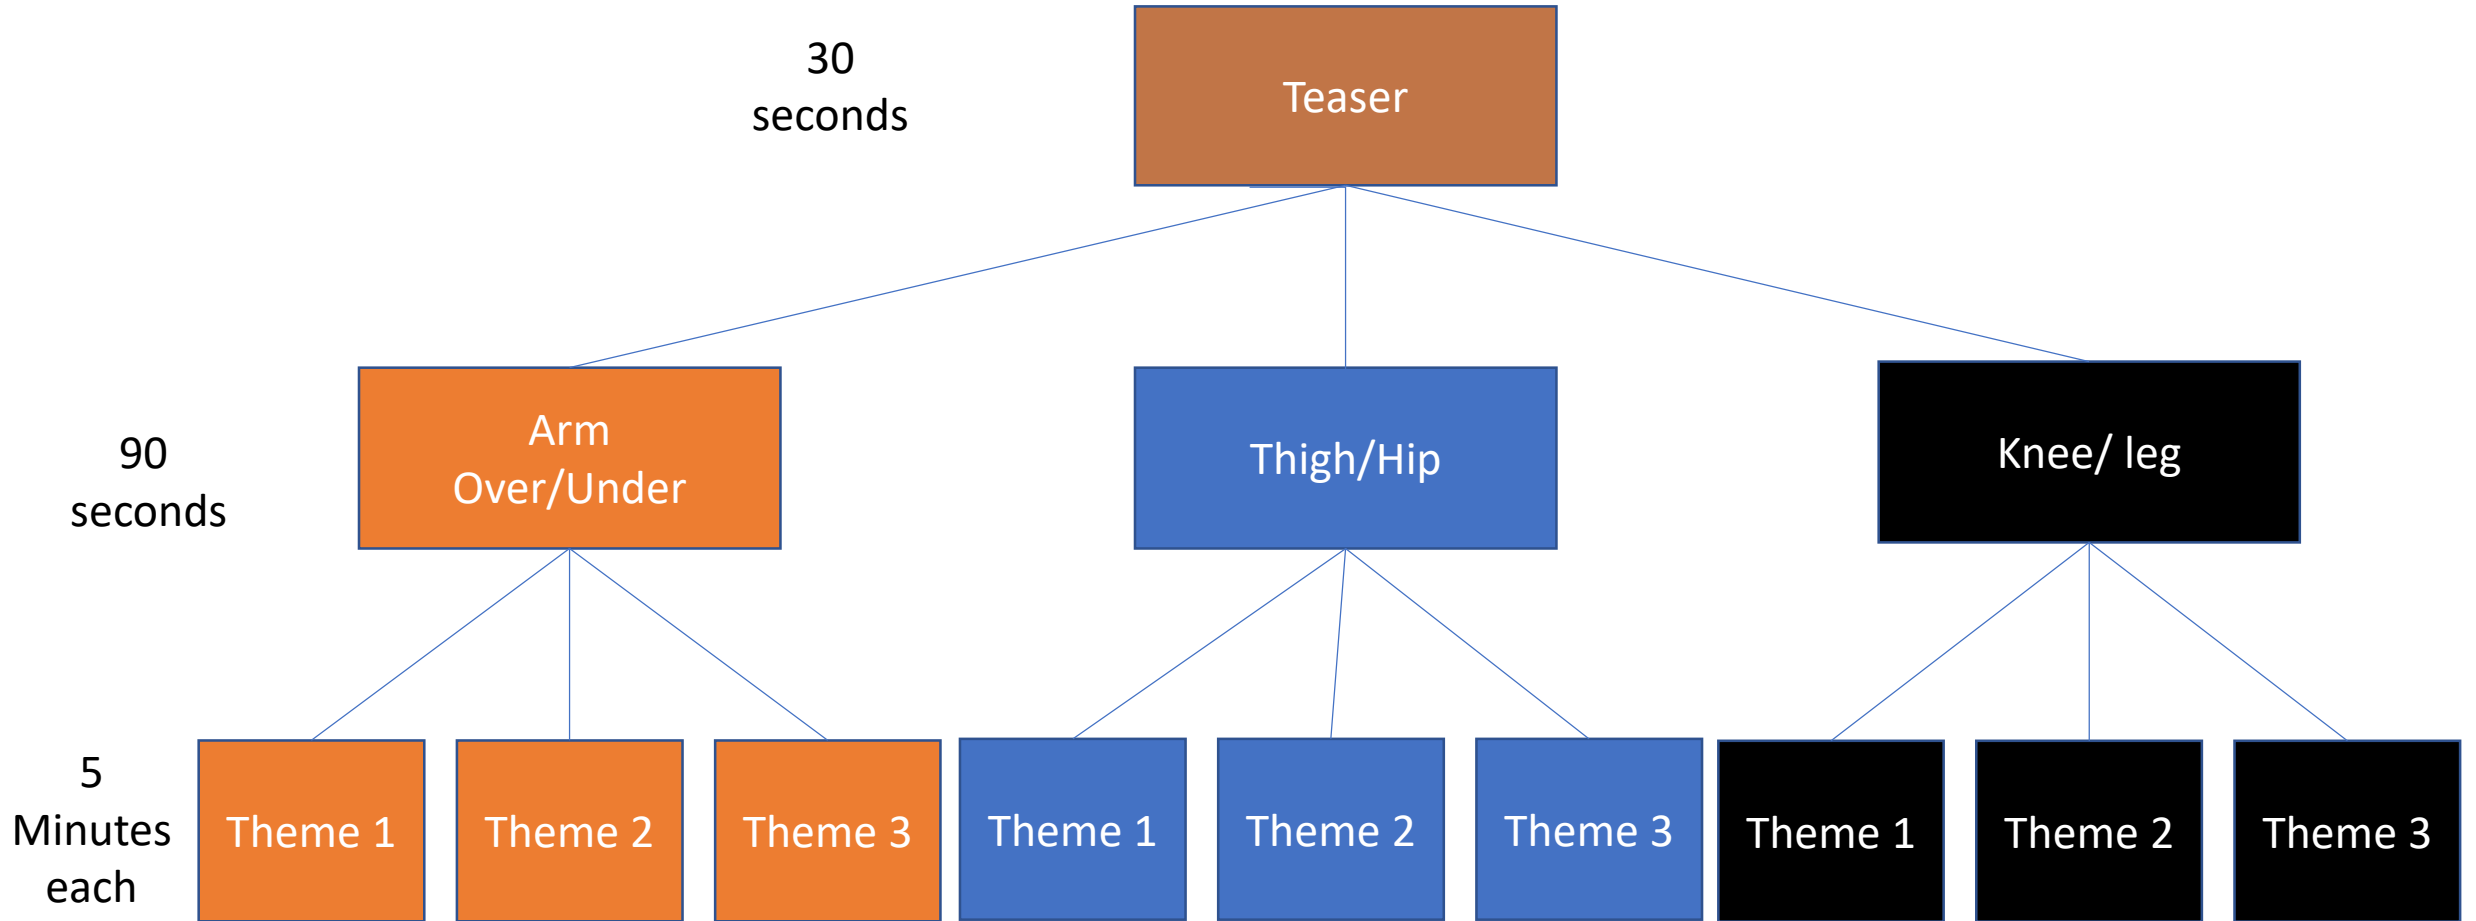 30
seconds
Teaser
90
seconds
Arm
Over/Under
Thigh/Hip
Knee/ leg
5
Minutes
each
Theme 1
Theme 2
Theme 3
Theme 1
Theme 2
Theme 3
Theme 1
Theme 2
Theme 3